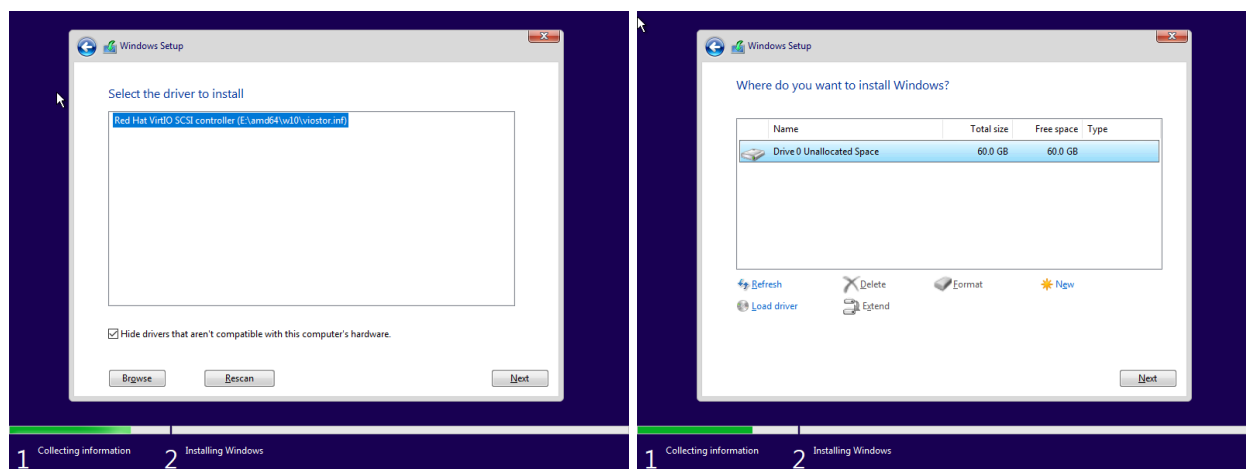 Windows Setup
Select the driver to install
Red Hat VirtIO SCSI controller (E:\amd64\w10\viostor.inf)
Hide drivers that aren't compatible with this computer's hardware.
Browse Rescan Next
1 Collecting information 2 Installing Windows
Windows Setup
Where do you want to install Windows?
Name Total size Free space Type
Drive 0 Unallocated Space 60.0 GB 60.0 GB
Refresh Delete Format New
Load driver Extend
Next
1 Collecting information 2 Installing Windows